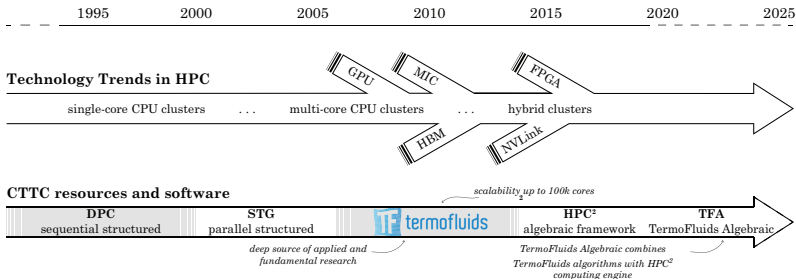 1995 2000 2005 2010 2015 2020 2025
Technology Trends in HPC
GPU MIC FPGA
single-core CPU clusters ... multi-core CPU clusters ... hybrid clusters
HBM NVLink
CTTC resources and software
scalability up to 100k cores
2
DPC STG HPC² TFA
sequential structured parallel structured TF termofluids algebraic framework TermoFluids Algebraic
deep source of applied and
fundamental research
TermoFluids Algebraic combines
TermoFluids algorithms with HPC²
computing engine